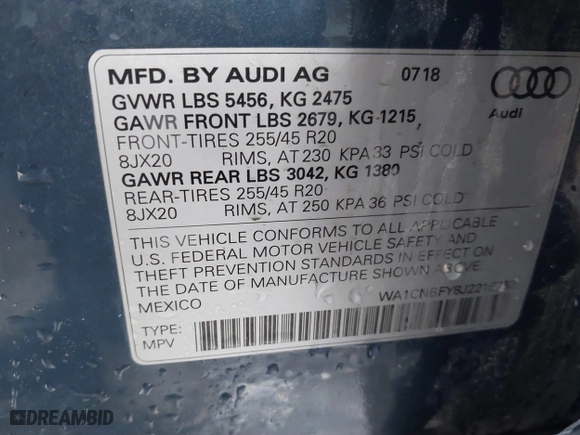 MFD. BY AUDI AG 0718
GVWR LBS 5456, KG 2475
GAWR FRONT LBS 2679, KG 1215,
FRONT-TIRES 255/45 R20
8JX20 RIMS, AT 230 KPA 33 PSI COLD
GAWR REAR LBS 3042, KG 1380
REAR-TIRES 255/45 R20
8JX20 RIMS, AT 250 KPA 36 PSI COLD
THIS VEHICLE CONFORMS TO ALL APPLICABLE
U.S. FEDERAL MOTOR VEHICLE SAFETY AND
THEFT PREVENTION STANDARDS IN EFFECT ON
DATE OF MANUFACTURE SHOWN ABOVE.
MEXICO
TYPE:
MPV
Audi
DREAMBID